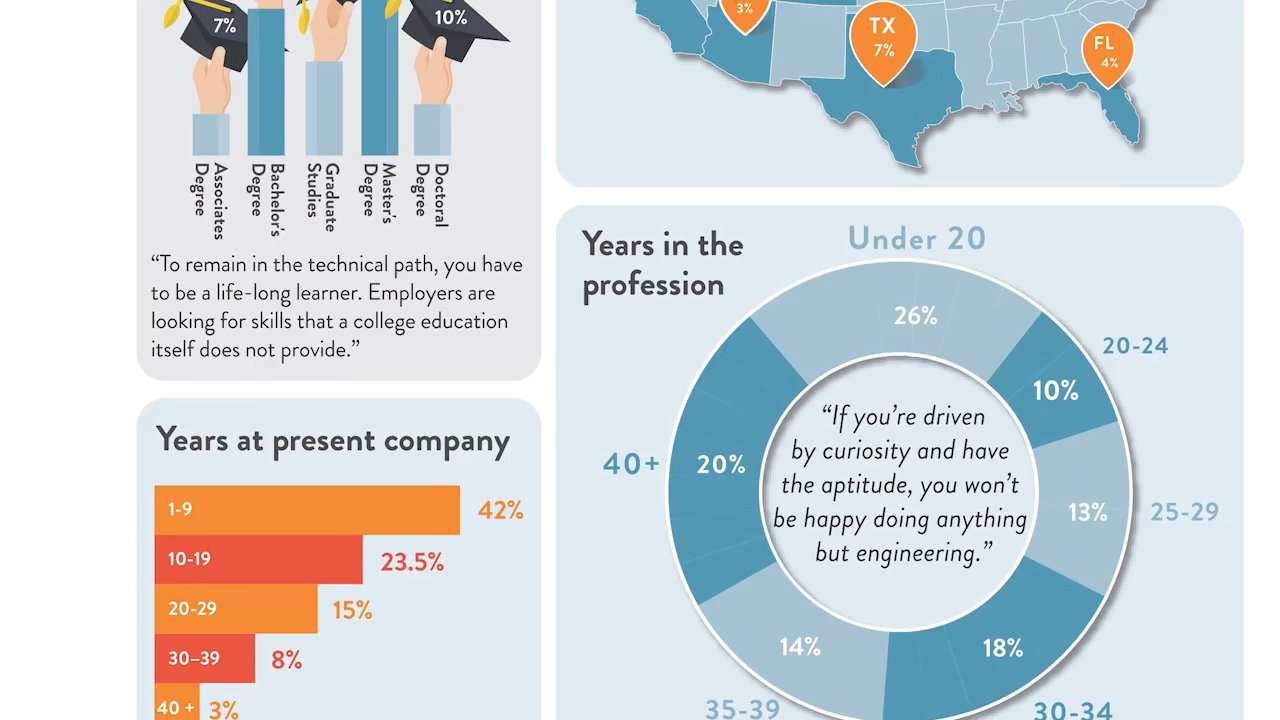 7%
10%
Associates
Degree
Bachelor's
Degree
Graduate
Studies
Master's
Degree
Doctoral
Degree
“To remain in the technical path, you have
to be a life-long learner. Employers are
looking for skills that a college education
itself does not provide.”
3%
TX
7%
FL
4%
Years at present company
1-9
42%
10-19
23.5%
20-29
15%
30–39
8%
40 +
3%
Years in the
profession
Under 20
26%
20-24
10%
25-29
13%
30-34
18%
35-39
14%
40+
20%
“If you're driven
by curiosity and have
the aptitude, you won't
be happy doing anything
but engineering.”